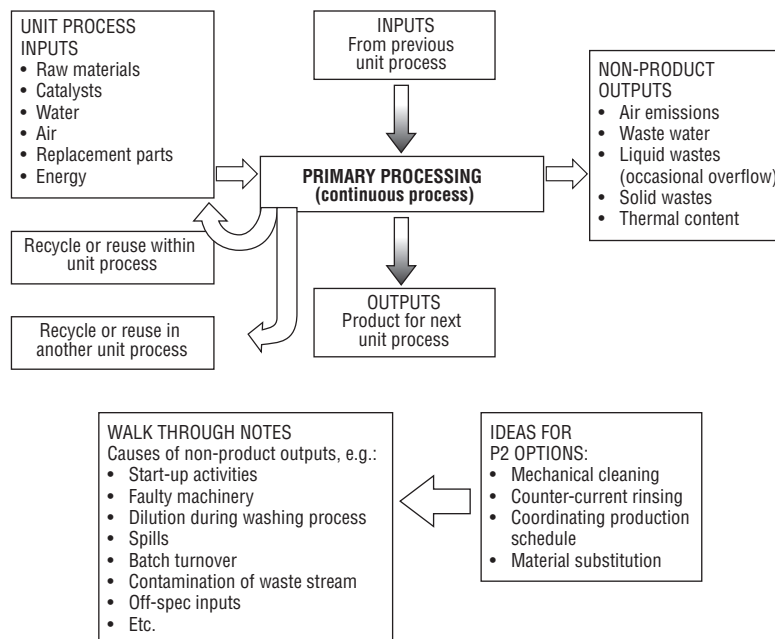 UNIT PROCESS
INPUTS
• Raw materials
• Catalysts
• Water
• Air
• Replacement parts
• Energy
INPUTS
From previous
unit process
NON-PRODUCT
OUTPUTS
• Air emissions
• Waste water
• Liquid wastes
(occasional overflow)
• Solid wastes
• Thermal content
PRIMARY PROCESSING
(continuous process)
Recycle or reuse within
unit process
Recycle or reuse in
another unit process
OUTPUTS
Product for next
unit process
WALK THROUGH NOTES
Causes of non-product outputs, e.g.:
• Start-up activities
• Faulty machinery
• Dilution during washing process
• Spills
• Batch turnover
• Contamination of waste stream
• Off-spec inputs
• Etc.
IDEAS FOR
P2 OPTIONS:
• Mechanical cleaning
• Counter-current rinsing
• Coordinating production
schedule
• Material substitution